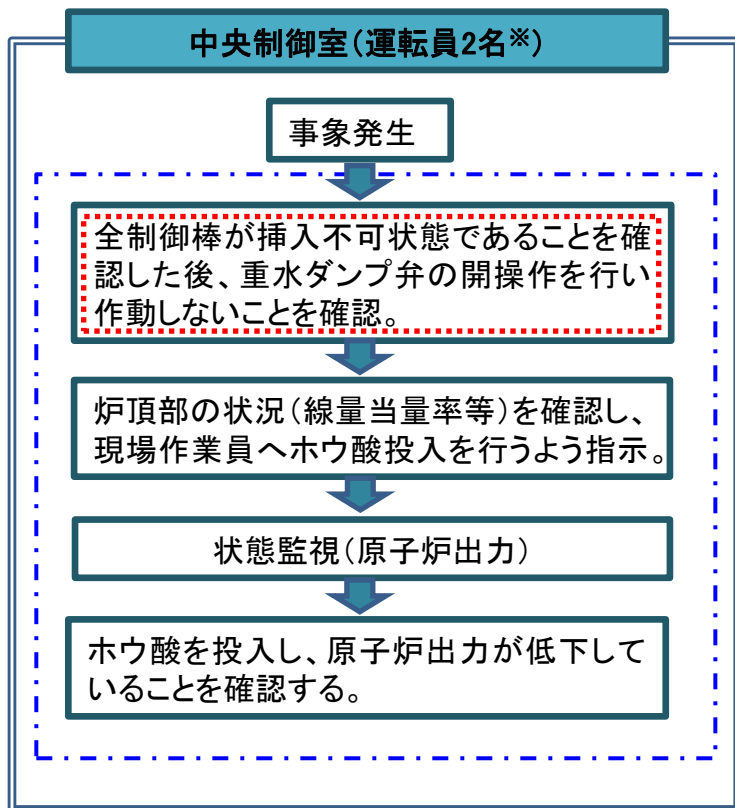 中央制御室(運転員2名※)
事象発生
全制御棒が挿入不可状態であることを確
認した後、重水ダンプ弁の開操作を行い
作動しないことを確認。
炉頂部の状況(線量当量率等)を確認し、
現場作業員へホウ酸投入を行うよう指示。
状態監視(原子炉出力)
ホウ酸を投入し、原子炉出力が低下して
いることを確認する。